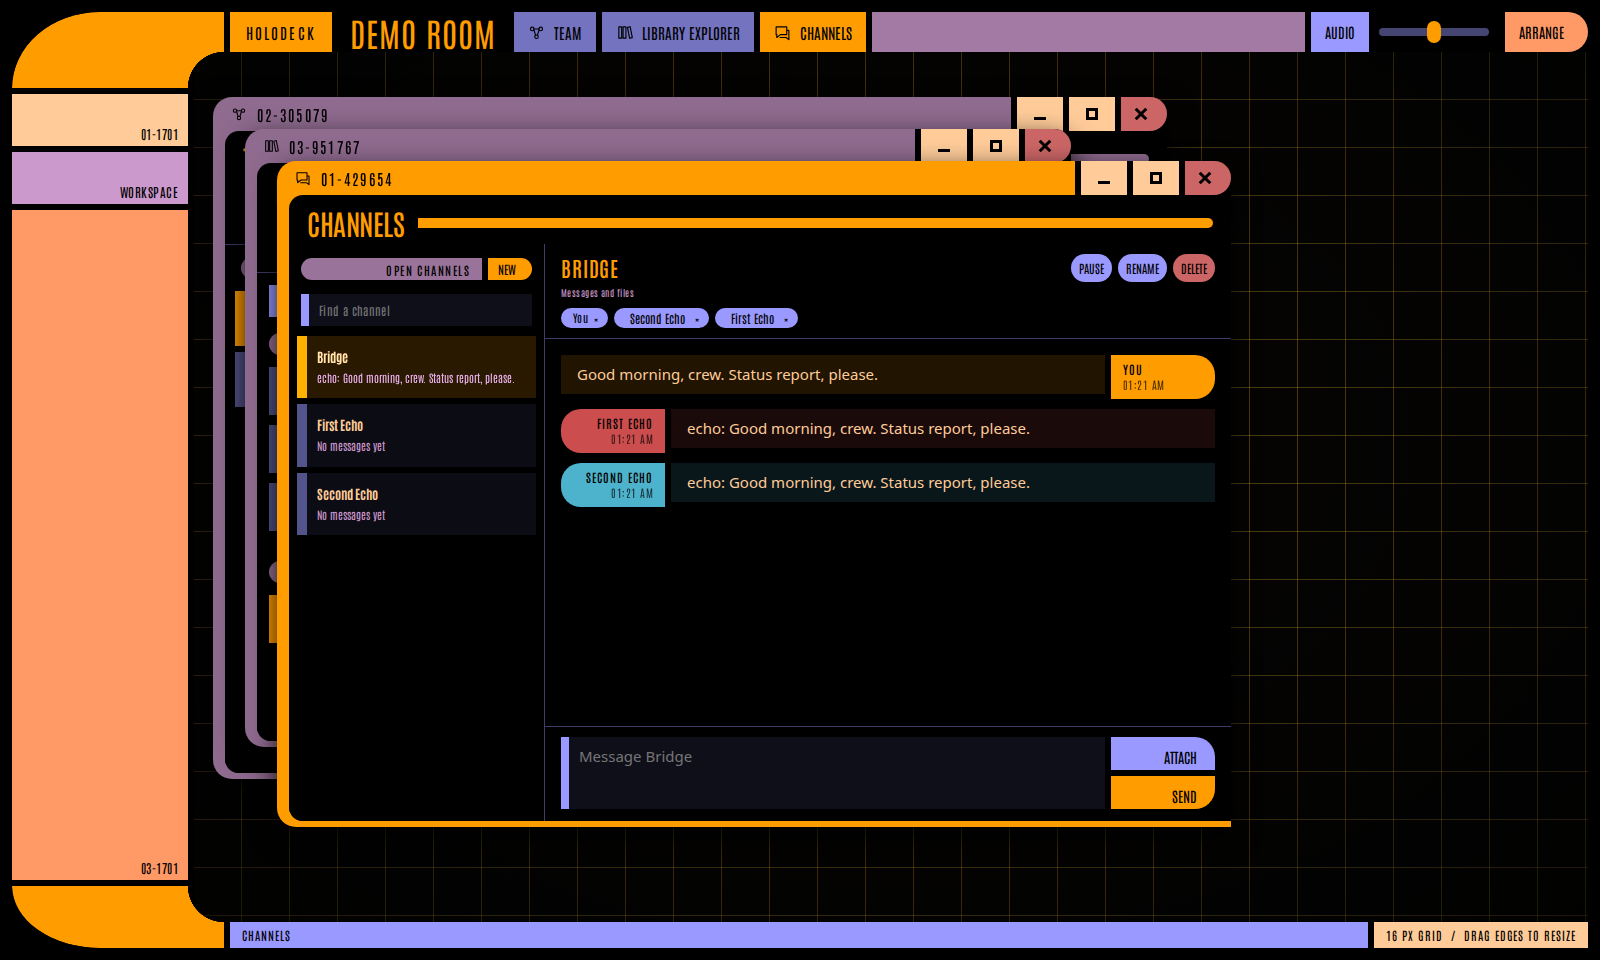 HOLODECK
DEMO ROOM
TEAM
LIBRARY EXPLORER
CHANNELS
AUDIO
ARRANGE
01-1701
WORKSPACE
03-1701
02-305079
03-951767
01-429654
CHANNELS
OPEN CHANNELS
NEW
Find a channel
Bridge
echo: Good morning, crew. Status report, please.
First Echo
No messages yet
Second Echo
No messages yet
BRIDGE
Messages and files
PAUSE
RENAME
DELETE
You
Second Echo
First Echo
Good morning, crew. Status report, please.
YOU
01:21 AM
FIRST ECHO
01:21 AM
echo: Good morning, crew. Status report, please.
SECOND ECHO
01:21 AM
echo: Good morning, crew. Status report, please.
Message Bridge
ATTACH
SEND
CHANNELS
16 PX GRID / DRAG EDGES TO RESIZE